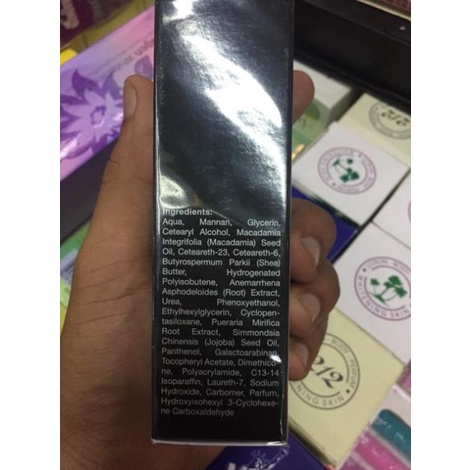 Ingredients:
Aqua, Mannan, Glycerin,
Cetearyl Alcohol, Macadamia
Integrifolia (Macadamia) Seed
Oil, Ceteareth-23, Ceteareth-6,
Butyrospermum Parkii (Shea)
Butter, Hydrogenated
Polyisobutene, Anemarrhena
Asphodeloides (Root) Extract,
Urea, Phenoxyethanol,
Ethylhexylglycerin, Cyclopen-
tasiloxane, Pueraria Mirifica
Root Extract, Simmondsia
Chinensis (Jojoba) Seed Oil,
Panthenol, Galactoarabinan,
Tocopheryl Acetate, Dimethico-
ne, Polyacrylamide, C13-14
Isoparaffin, Laureth-7, Sodium
Hydroxide, Carbomer, Parfum,
Hydroxyisohexyl 3-Cyclohexe-
ne Carboxaldehyde
WHITENING SKIN
212